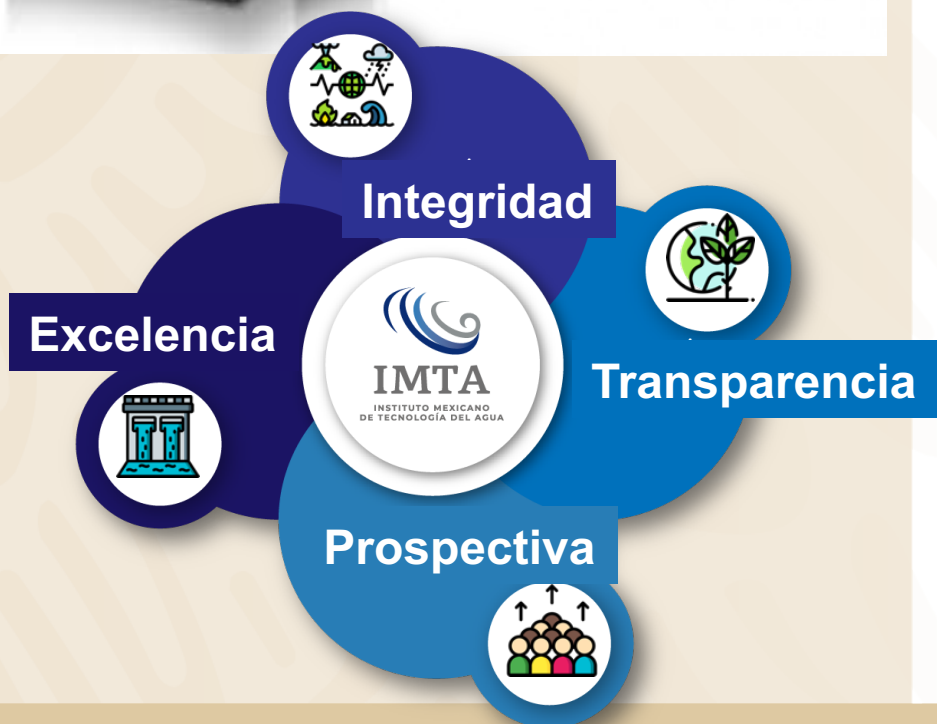 Integridad
Excelencia
IMTA
INSTITUTO MEXICANO
DE TECNOLOGÍA DEL AGUA
Transparencia
Prospectiva